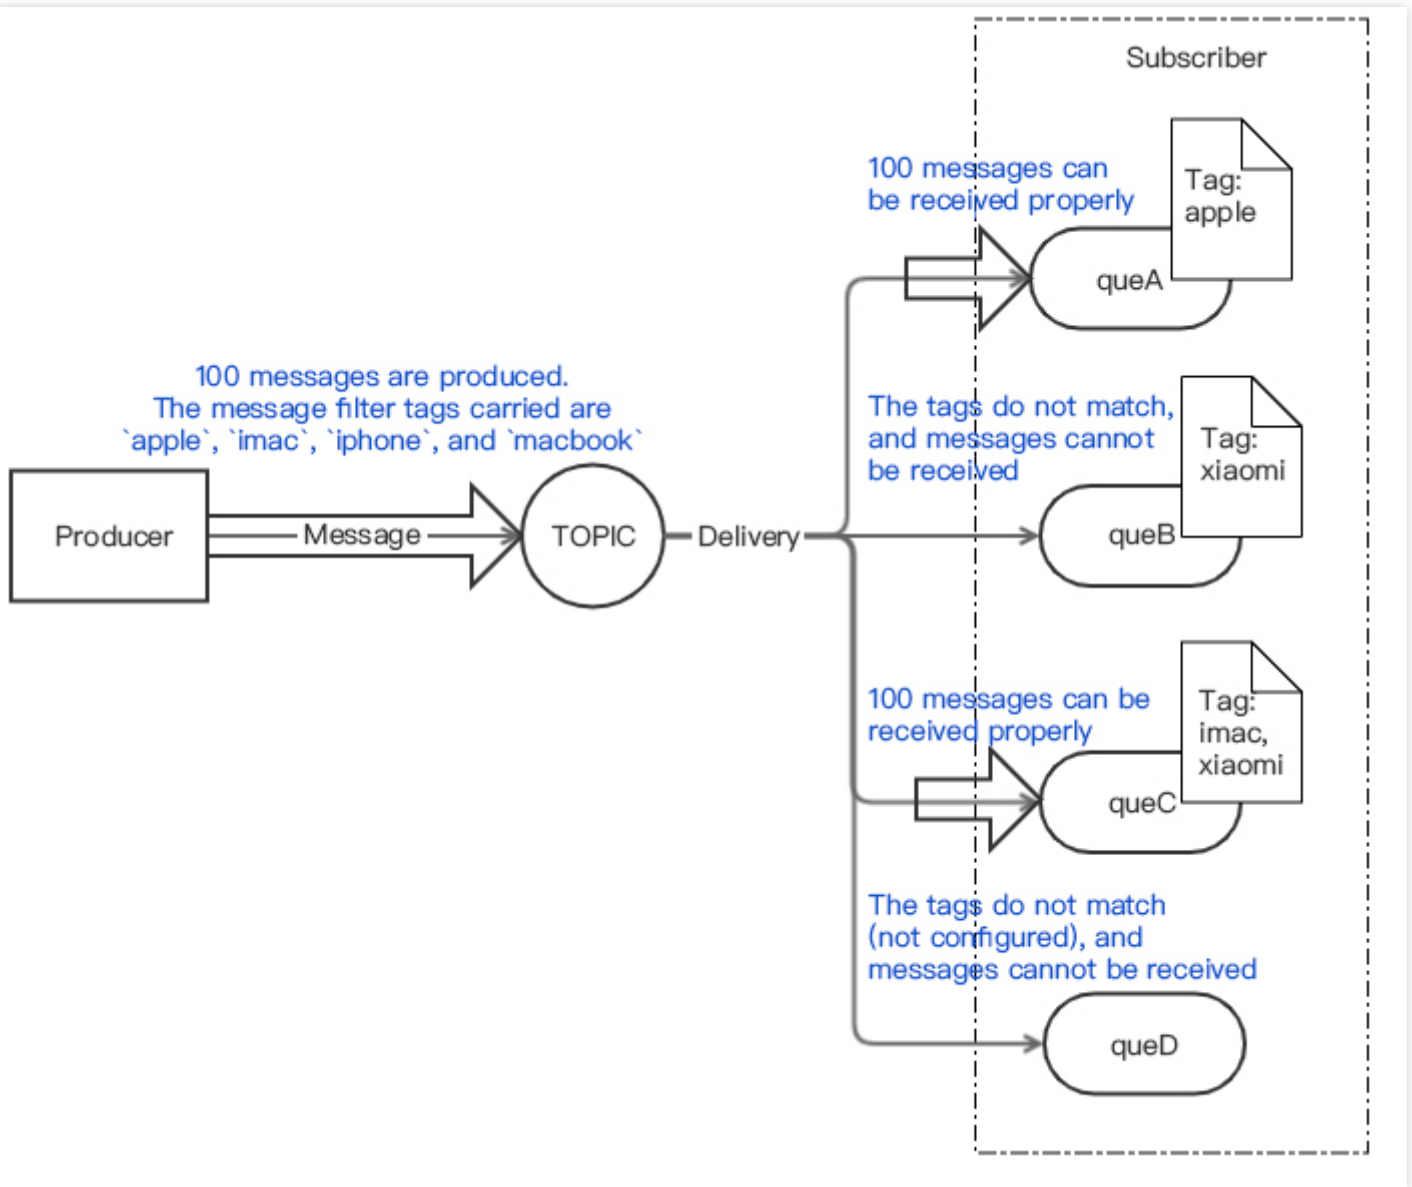 Subscriber
100 messages can
be received properly
Tag:
apple
queA
100 messages are produced.
The message filter tags carried are
`apple`, `imac`, `iphone`, and `macbook`
The tags do not match,
and messages cannot
be received
Tag:
xiaomi
Producer
Message
TOPIC
Delivery
queB
100 messages can be
received properly
Tag:
imac,
xiaomi
queC
The tags do not match
(not configured), and
messages cannot be received
queD